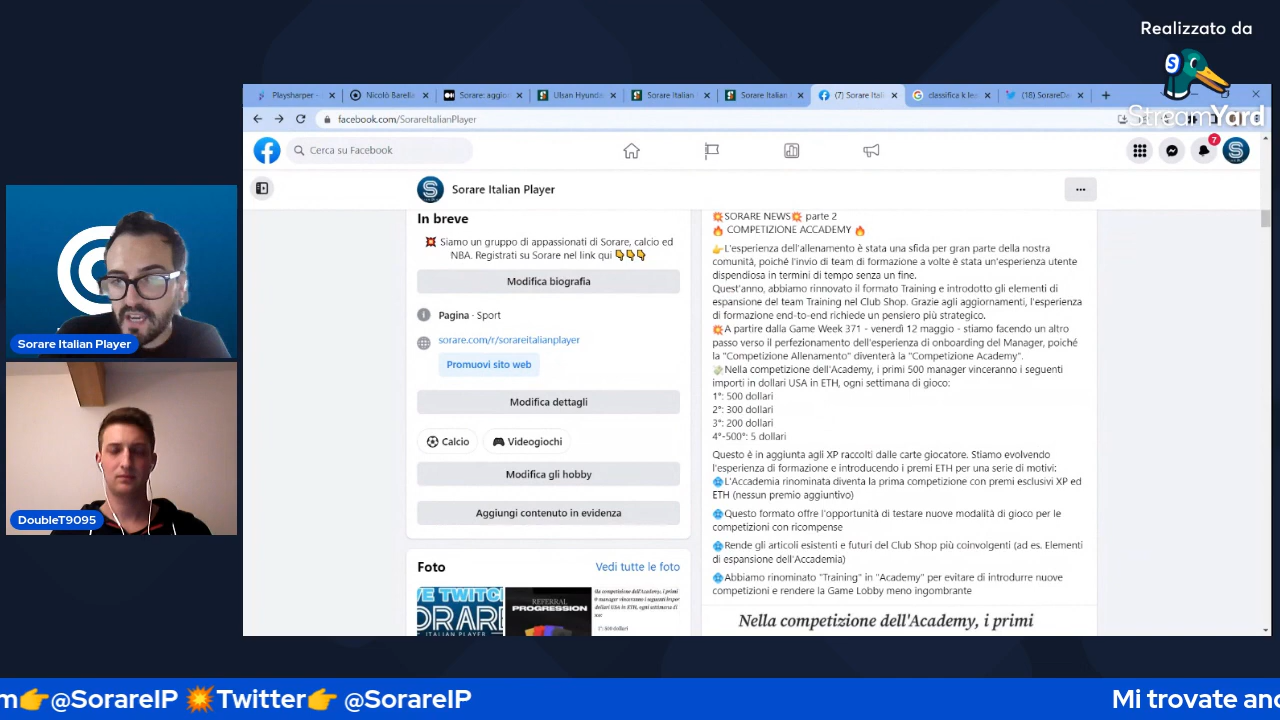 Realizzato da
StreamYard
Playsharper -
Nicolò Barella
Sorare: aggio
Ulsan Hyunda
Sorare Italian
Sorare Italian
(7) Sorare Itali
classifica k lea
(18) SorareDa
facebook.com/SorareItalianPlayer
Cerca su Facebook
7
Sorare Italian Player
In breve
💥 Siamo un gruppo di appassionati di Sorare, calcio ed
NBA. Registrati su Sorare nel link qui 👇👇👇
Modifica biografia
Pagina · Sport
sorare.com/r/sorareitalianplayer
Promuovi sito web
Modifica dettagli
Calcio
Videogiochi
Modifica gli hobby
Aggiungi contenuto in evidenza
Foto
Vedi tutte le foto
VE TWITC
ORARE
ITALIAN PLAYER
REFERRAL
PROGRESSION
1°: 500 dollari
💥SORARE NEWS💥 parte 2
🔥 COMPETIZIONE ACCADEMY 🔥
👉L'esperienza dell'allenamento è stata una sfida per gran parte della nostra
comunità, poiché l'invio di team di formazione a volte è stata un'esperienza utente
dispendiosa in termini di tempo senza un fine.
Quest'anno, abbiamo rinnovato il formato Training e introdotto gli elementi di
espansione del team Training nel Club Shop. Grazie agli aggiornamenti, l'esperienza
di formazione end-to-end richiede un pensiero più strategico.
💥A partire dalla Game Week 371 - venerdì 12 maggio - stiamo facendo un altro
passo verso il perfezionamento dell'esperienza di onboarding del Manager, poiché
la "Competizione Allenamento" diventerà la "Competizione Academy".
💸Nella competizione dell'Academy, i primi 500 manager vinceranno i seguenti
importi in dollari USA in ETH, ogni settimana di gioco:
1°: 500 dollari
2°: 300 dollari
3°: 200 dollari
4°-500°: 5 dollari
Questo è in aggiunta agli XP raccolti dalle carte giocatore. Stiamo evolvendo
l'esperienza di formazione e introducendo i premi ETH per una serie di motivi:
🥶L'Accademia rinominata diventa la prima competizione con premi esclusivi XP ed
ETH (nessun premio aggiuntivo)
🥶Questo formato offre l'opportunità di testare nuove modalità di gioco per le
competizioni con ricompense
🥶Rende gli articoli esistenti e futuri del Club Shop più coinvolgenti (ad es. Elementi
di espansione dell'Accademia)
🥶Abbiamo rinominato "Training" in "Academy" per evitare di introdurre nuove
competizioni e rendere la Game Lobby meno ingombrante
Nella competizione dell'Academy, i primi
Sorare Italian Player
DoubleT9095
m👉@SorareIP 💥Twitter👉 @SorareIP
Mi trovate anc